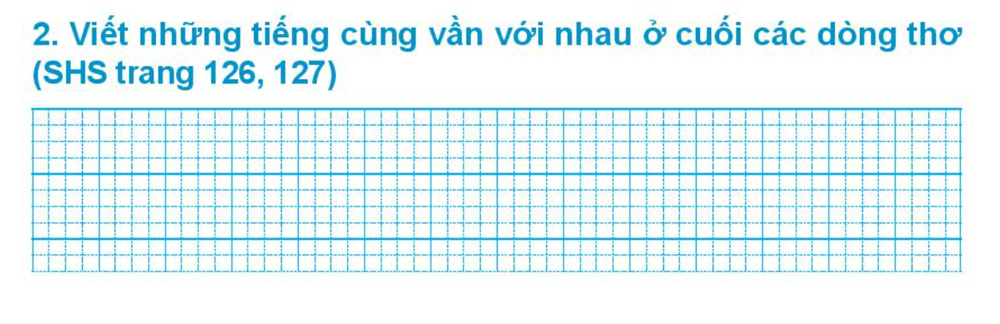 2. Viết những tiếng cùng vần với nhau ở cuối các dòng thơ
(SHS trang 126, 127)